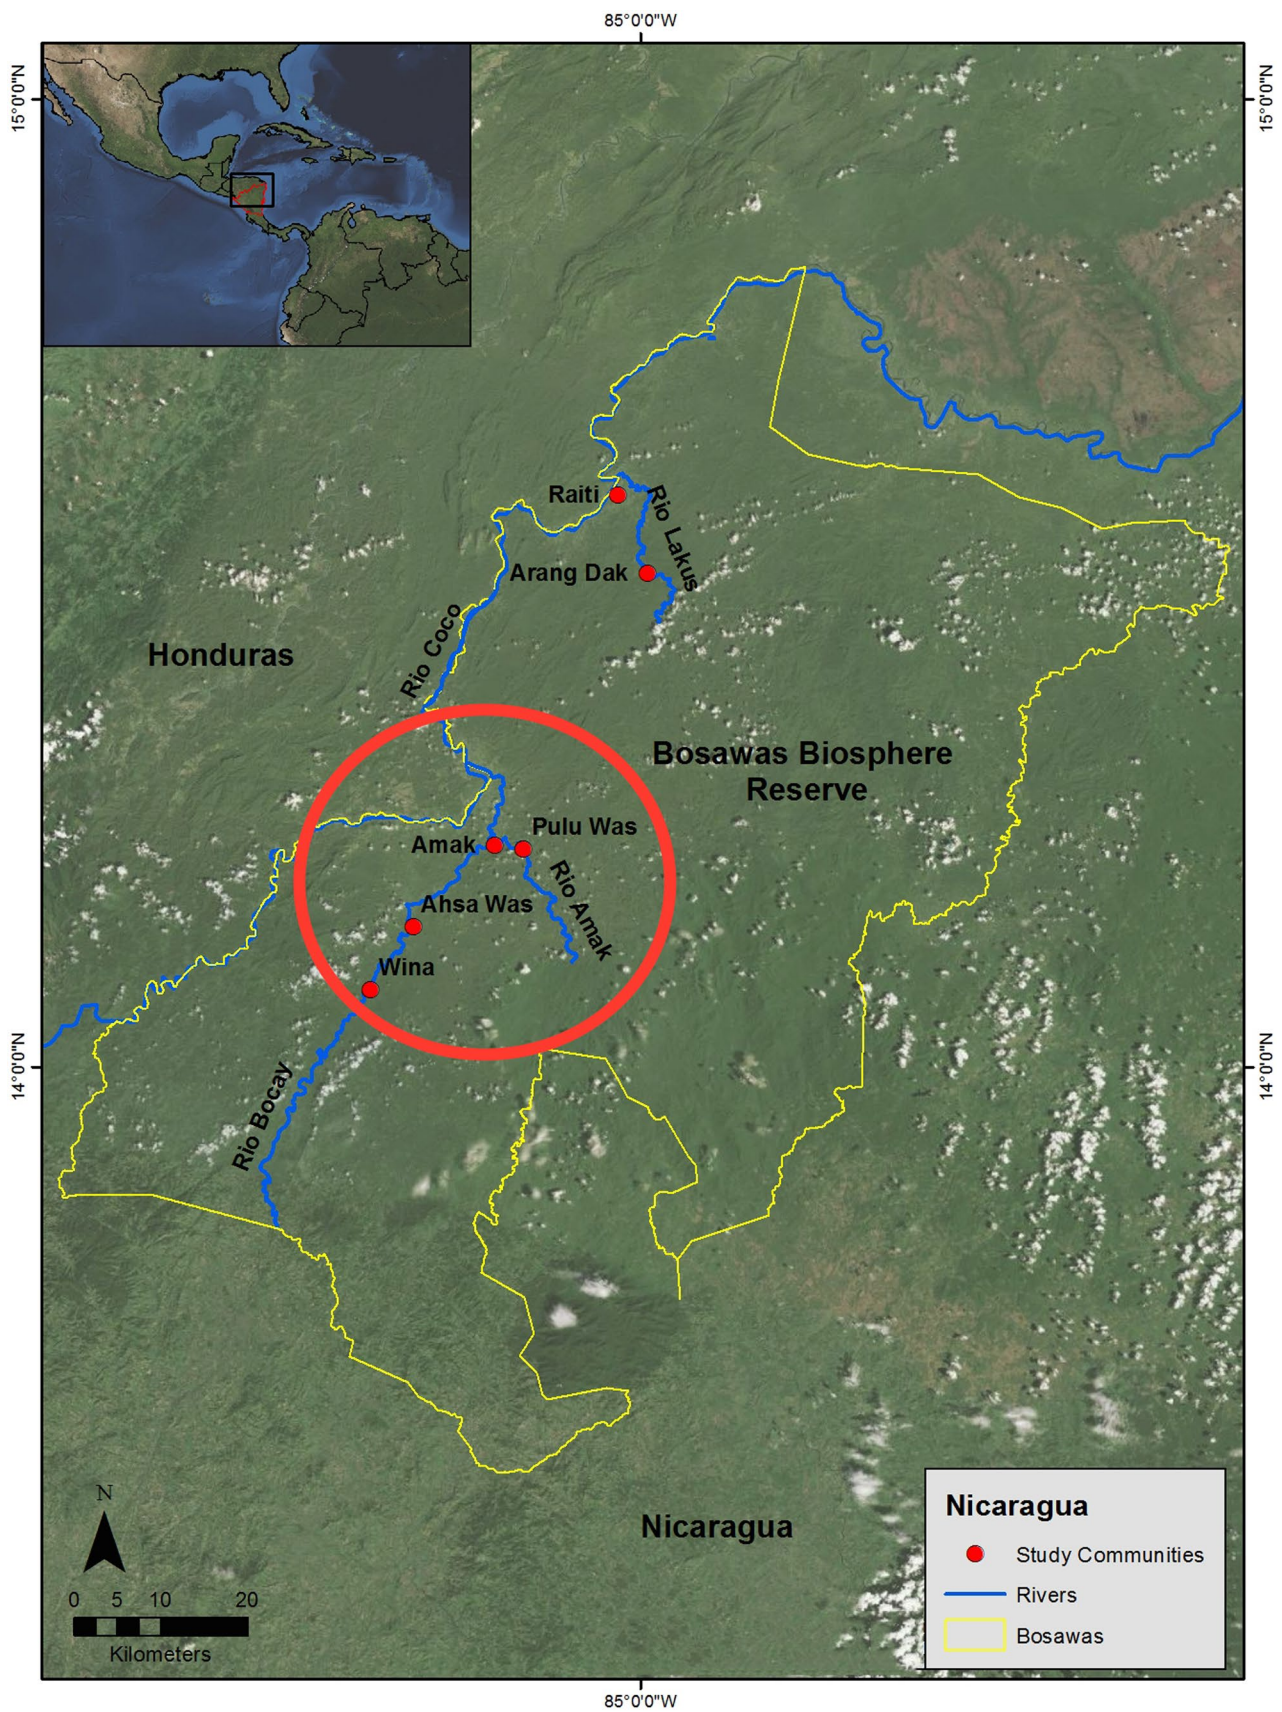 85°0'0"W
15°0'0"N
15°0'0"N
Raiti
Rio Lakus
Arang Dak
Rio Coco
Honduras
Bosawas Biosphere
Reserve
Pulu Was
Amak
Rio Amak
Ahsa Was
Wina
14°0'0"N
14°0'0"N
Rio Bocay
Nicaragua
N
0 5 10 20
Kilometers
Nicaragua
Study Communities
Rivers
Bosawas
85°0'0"W